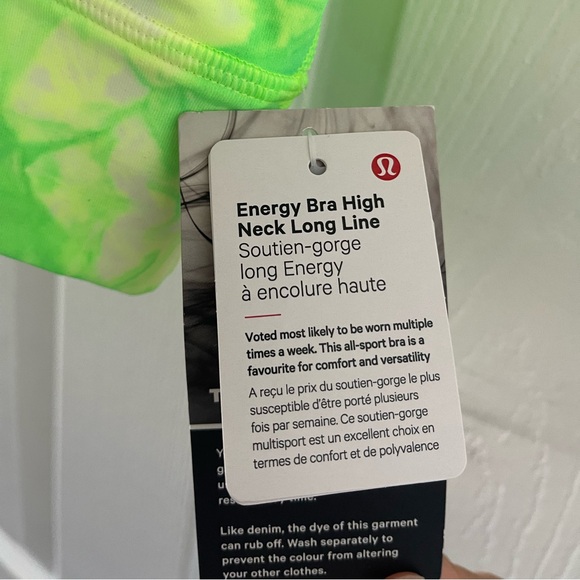 Energy Bra High
Neck Long Line
Soutien-gorge
long Energy
à encolure haute
Voted most likely to be worn multiple
times a week. This all-sport bra is a
favourite for comfort and versatility
A reçu le prix du soutien-gorge le plus
susceptible d'être porté plusieurs
fois par semaine. Ce soutien-gorge
multisport est un excellent choix en
termes de confort et de polyvalence
Like denim, the dye of this garment
can rub off. Wash separately to
prevent the colour from altering
your other clothes.